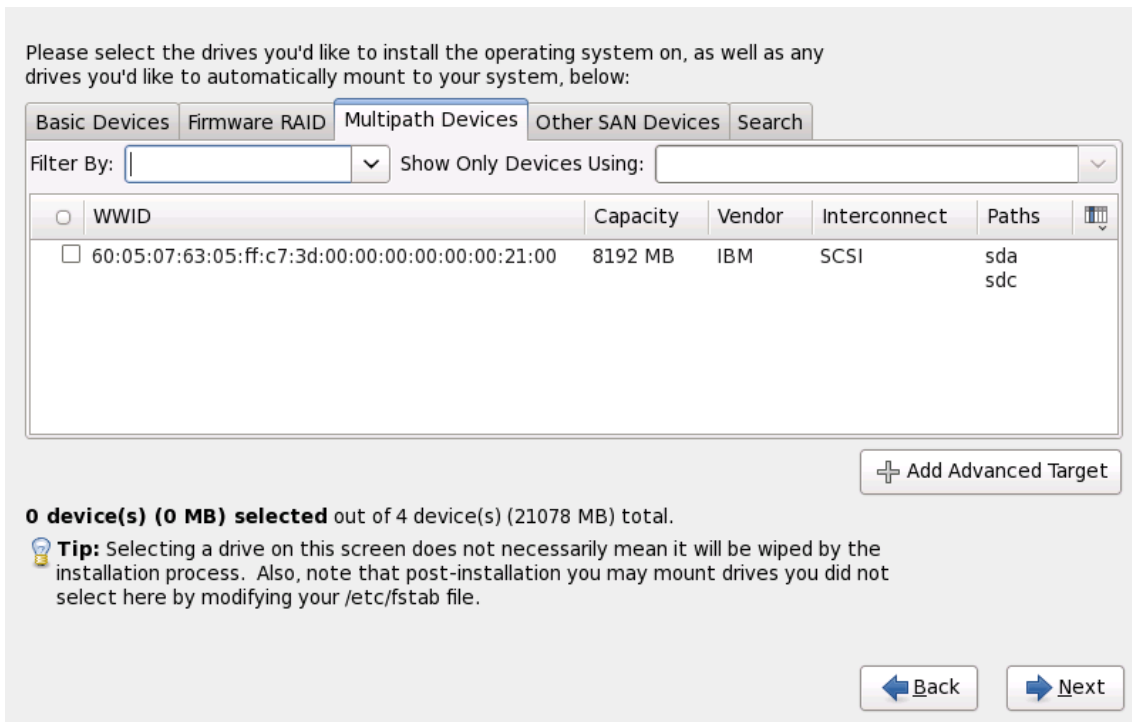 Please select the drives you'd like to install the operating system on, as well as any
drives you'd like to automatically mount to your system, below:
Basic Devices Firmware RAID Multipath Devices Other SAN Devices Search
Filter By: Show Only Devices Using:
WWID Capacity Vendor Interconnect Paths
60:05:07:63:05:ff:c7:3d:00:00:00:00:00:00:21:00 8192 MB IBM SCSI sda
sdc
Add Advanced Target
0 device(s) (0 MB) selected out of 4 device(s) (21078 MB) total.
Tip: Selecting a drive on this screen does not necessarily mean it will be wiped by the
installation process. Also, note that post-installation you may mount drives you did not
select here by modifying your /etc/fstab file.
Back Next